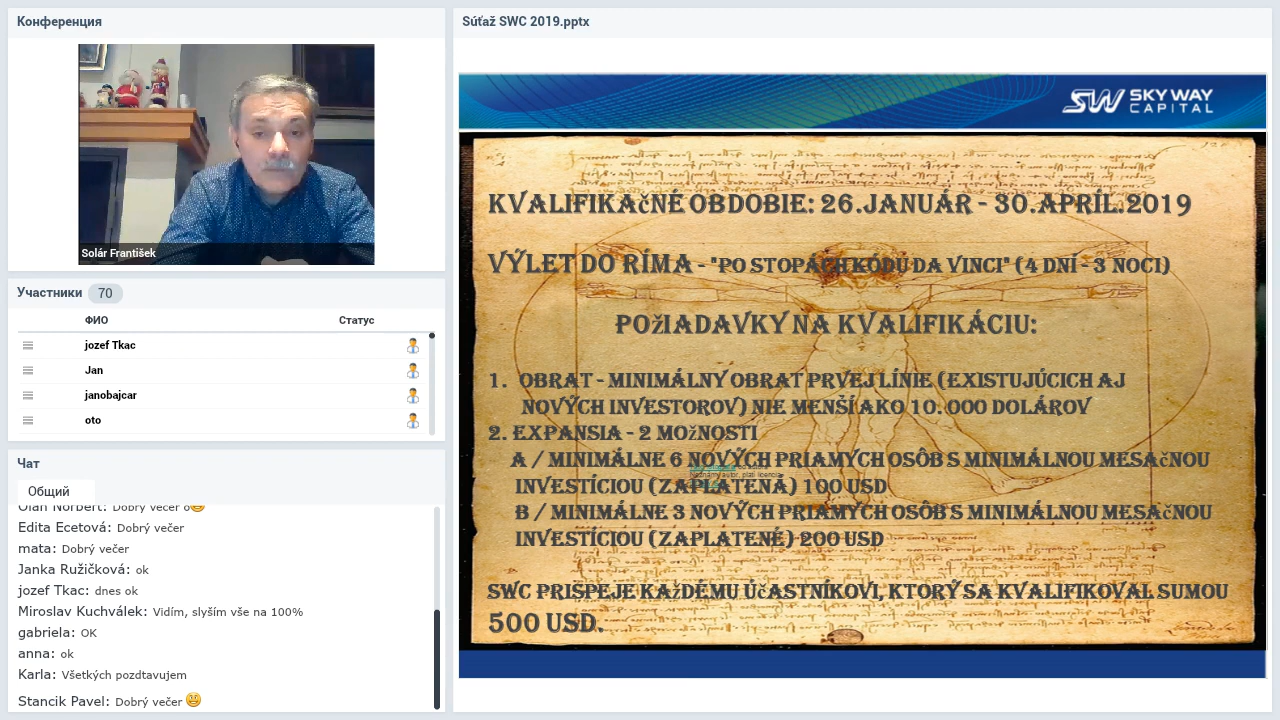 Конференция
Solár František
Участники 70
ФИО Статус
jozef Tkac
Jan
janobajcar
oto
Чат
Общий
Olah Norbert: Dobrý večer o
Edita Ecetová: Dobrý večer
mata: Dobrý večer
Janka Ružičková: ok
jozef Tkac: dnes ok
Miroslav Kuchválek: Vidím, slyším vše na 100%
gabriela: OK
anna: ok
Karla: Všetkých pozdtavujem
Stancik Pavel: Dobrý večer
Súťaž SWC 2019.pptx
SW SKY WAY
CAPITAL
KVALIFIKAčNÉ OBDOBIE: 26.JANUÁR - 30.APRÍL.2019
VÝLET DO RÍMA - "PO STOPÁCH KÓDU DA VINCI" (4 DNÍ - 3 NOCI)
POžIADAVKY NA KVALIFIKÁCIU:
1. OBRAT - MINIMÁLNY OBRAT PRVEJ LÍNIE (EXISTUJÚCICH AJ
NOVÝCH INVESTOROV) NIE MENŠÍ AKO 10. 000 DOLÁROV
2. EXPANSIA - 2 MOžNOSTI
A / MINIMÁLNE 6 NOVÝCH PRIAMYCH OSÔB S MINIMÁLNOU MESAčNOU
INVESTÍCIOU (ZAPLATENÁ) 100 USD
B / MINIMÁLNE 3 NOVÝCH PRIAMYCH OSÔB S MINIMÁLNOU MESAčNOU
INVESTÍCIOU (ZAPLATENÉ) 200 USD
SWC PRISPEJE KAžDÉMU ÚčASTNÍKOVI, KTORÝ SA KVALIFIKOVAL SUMOU
500 USD.